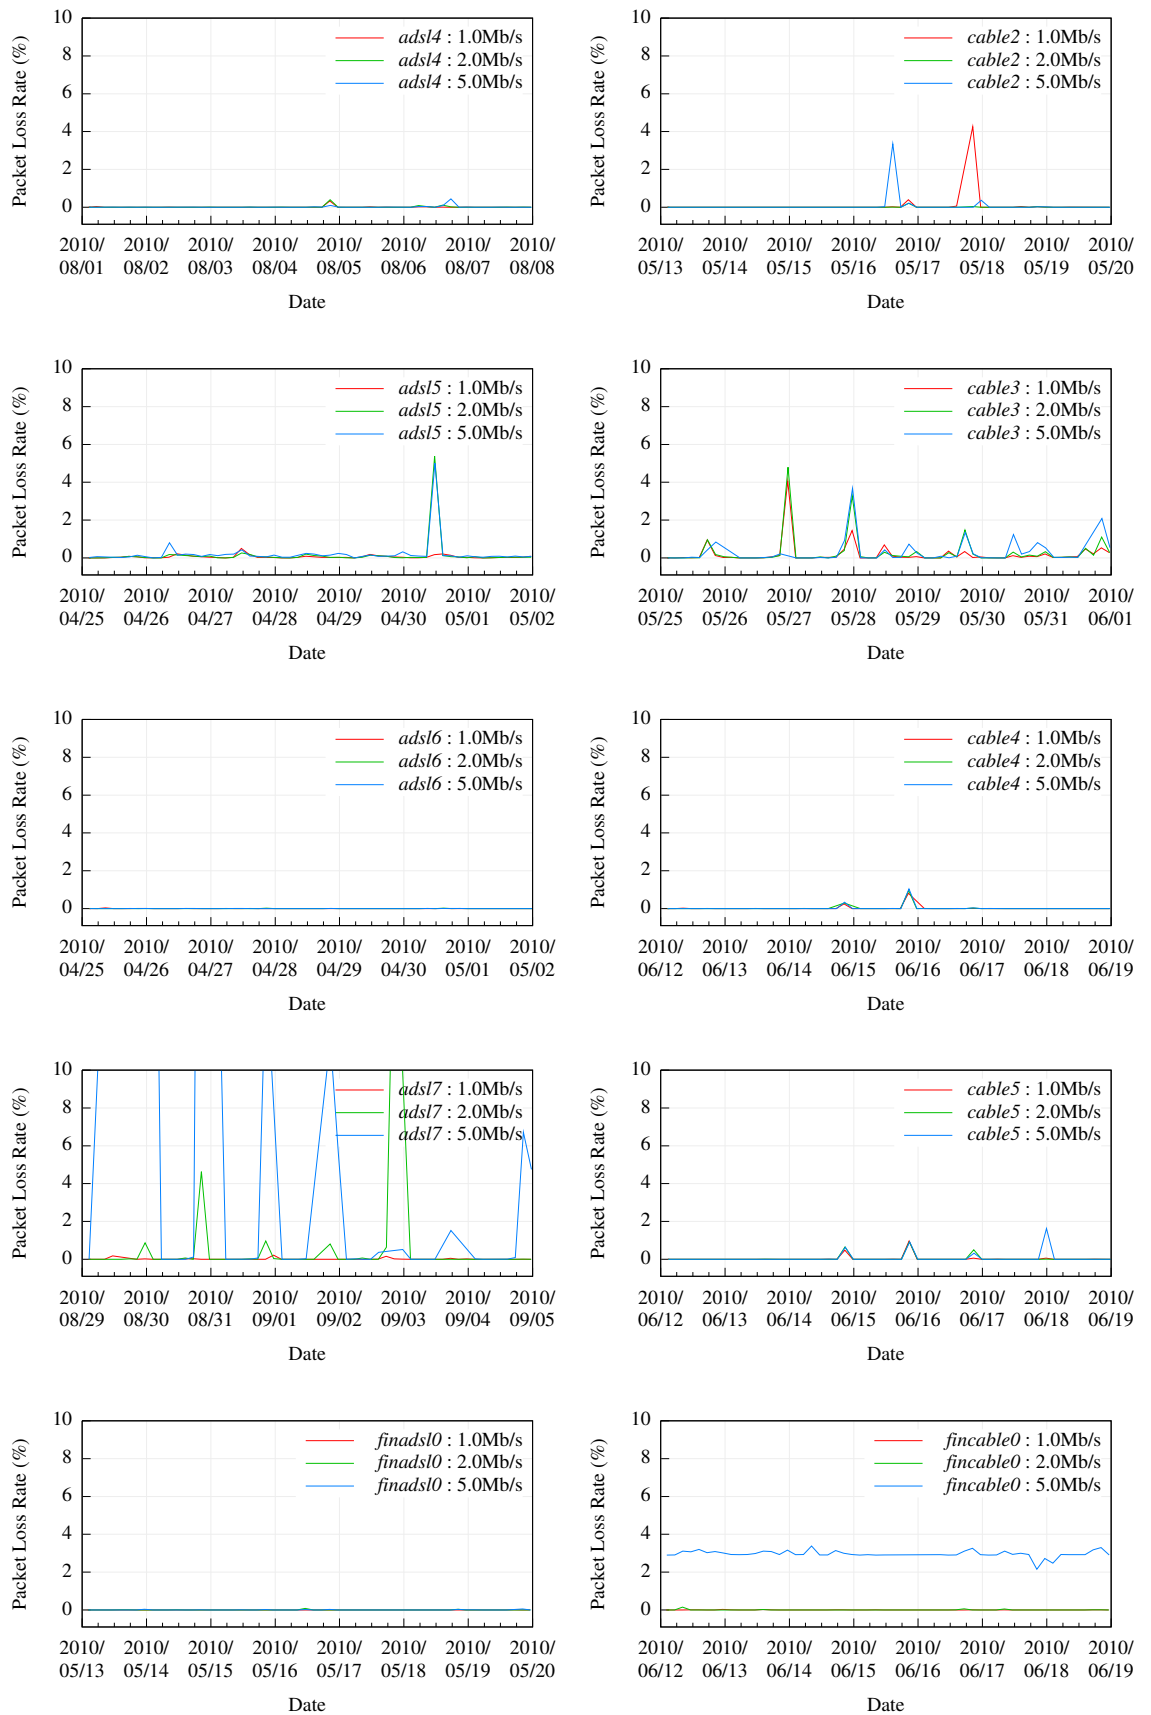 10
8
6
4
2
0
Packet Loss Rate (%)
adsl4 : 1.0Mb/s
adsl4 : 2.0Mb/s
adsl4 : 5.0Mb/s
2010/ 2010/ 2010/ 2010/ 2010/ 2010/ 2010/ 2010/
08/01 08/02 08/03 08/04 08/05 08/06 08/07 08/08
Date
10
8
6
4
2
0
Packet Loss Rate (%)
cable2 : 1.0Mb/s
cable2 : 2.0Mb/s
cable2 : 5.0Mb/s
2010/ 2010/ 2010/ 2010/ 2010/ 2010/ 2010/ 2010/
05/13 05/14 05/15 05/16 05/17 05/18 05/19 05/20
Date
10
8
6
4
2
0
Packet Loss Rate (%)
adsl5 : 1.0Mb/s
adsl5 : 2.0Mb/s
adsl5 : 5.0Mb/s
2010/ 2010/ 2010/ 2010/ 2010/ 2010/ 2010/ 2010/
04/25 04/26 04/27 04/28 04/29 04/30 05/01 05/02
Date
10
8
6
4
2
0
Packet Loss Rate (%)
cable3 : 1.0Mb/s
cable3 : 2.0Mb/s
cable3 : 5.0Mb/s
2010/ 2010/ 2010/ 2010/ 2010/ 2010/ 2010/ 2010/
05/25 05/26 05/27 05/28 05/29 05/30 05/31 06/01
Date
10
8
6
4
2
0
Packet Loss Rate (%)
adsl6 : 1.0Mb/s
adsl6 : 2.0Mb/s
adsl6 : 5.0Mb/s
2010/ 2010/ 2010/ 2010/ 2010/ 2010/ 2010/ 2010/
04/25 04/26 04/27 04/28 04/29 04/30 05/01 05/02
Date
10
8
6
4
2
0
Packet Loss Rate (%)
cable4 : 1.0Mb/s
cable4 : 2.0Mb/s
cable4 : 5.0Mb/s
2010/ 2010/ 2010/ 2010/ 2010/ 2010/ 2010/ 2010/
06/12 06/13 06/14 06/15 06/16 06/17 06/18 06/19
Date
10
8
6
4
2
0
Packet Loss Rate (%)
adsl7 : 1.0Mb/s
adsl7 : 2.0Mb/s
adsl7 : 5.0Mb/s
2010/ 2010/ 2010/ 2010/ 2010/ 2010/ 2010/ 2010/
08/29 08/30 08/31 09/01 09/02 09/03 09/04 09/05
Date
10
8
6
4
2
0
Packet Loss Rate (%)
cable5 : 1.0Mb/s
cable5 : 2.0Mb/s
cable5 : 5.0Mb/s
2010/ 2010/ 2010/ 2010/ 2010/ 2010/ 2010/ 2010/
06/12 06/13 06/14 06/15 06/16 06/17 06/18 06/19
Date
10
8
6
4
2
0
Packet Loss Rate (%)
finadsl0 : 1.0Mb/s
finadsl0 : 2.0Mb/s
finadsl0 : 5.0Mb/s
2010/ 2010/ 2010/ 2010/ 2010/ 2010/ 2010/ 2010/
05/13 05/14 05/15 05/16 05/17 05/18 05/19 05/20
Date
10
8
6
4
2
0
Packet Loss Rate (%)
fincable0 : 1.0Mb/s
fincable0 : 2.0Mb/s
fincable0 : 5.0Mb/s
2010/ 2010/ 2010/ 2010/ 2010/ 2010/ 2010/ 2010/
06/12 06/13 06/14 06/15 06/16 06/17 06/18 06/19
Date